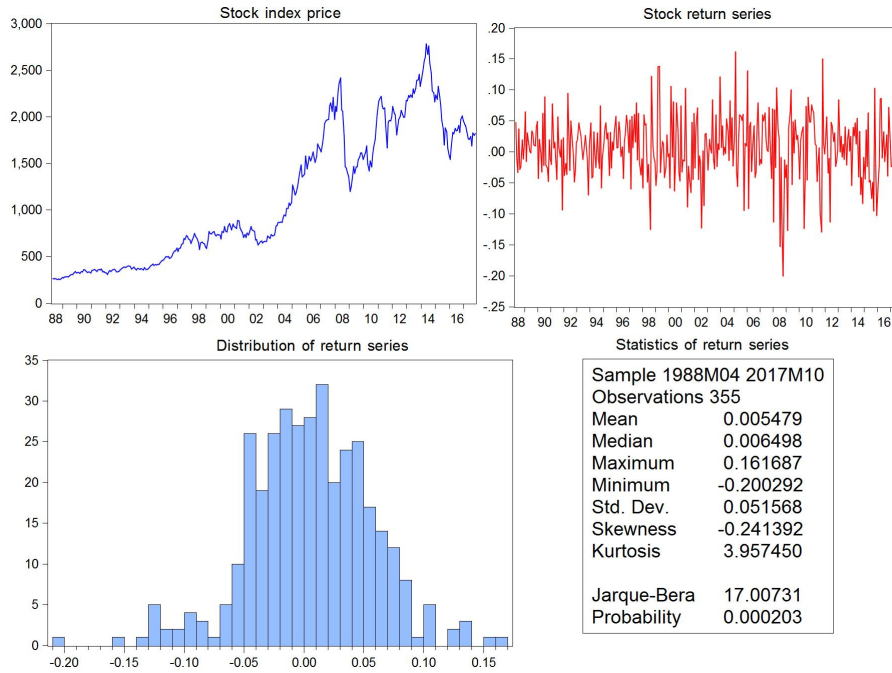 Stock index price
3,000
2,500
2,000
1,500
1,000
500
0
88 90 92 94 96 98 00 02 04 06 08 10 12 14 16
Stock return series
.20
.15
.10
.05
.00
-.05
-.10
-.15
-.20
-.25
88 90 92 94 96 98 00 02 04 06 08 10 12 14 16
Distribution of return series
35
30
25
20
15
10
5
0
-0.20 -0.15 -0.10 -0.05 0.00 0.05 0.10 0.15
Statistics of return series
Sample 1988M04 2017M10
Observations 355
Mean 0.005479
Median 0.006498
Maximum 0.161687
Minimum -0.200292
Std. Dev. 0.051568
Skewness -0.241392
Kurtosis 3.957450
Jarque-Bera 17.00731
Probability 0.000203